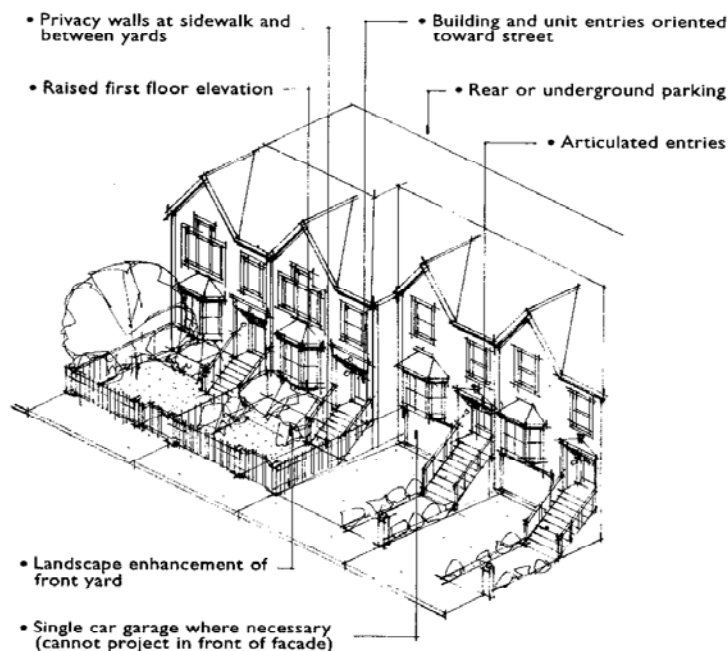 • Privacy walls at sidewalk and
between yards
• Building and unit entries oriented
toward street
• Raised first floor elevation
• Rear or underground parking
• Articulated entries
• Landscape enhancement of
front yard
• Single car garage where necessary
(cannot project in front of facade)